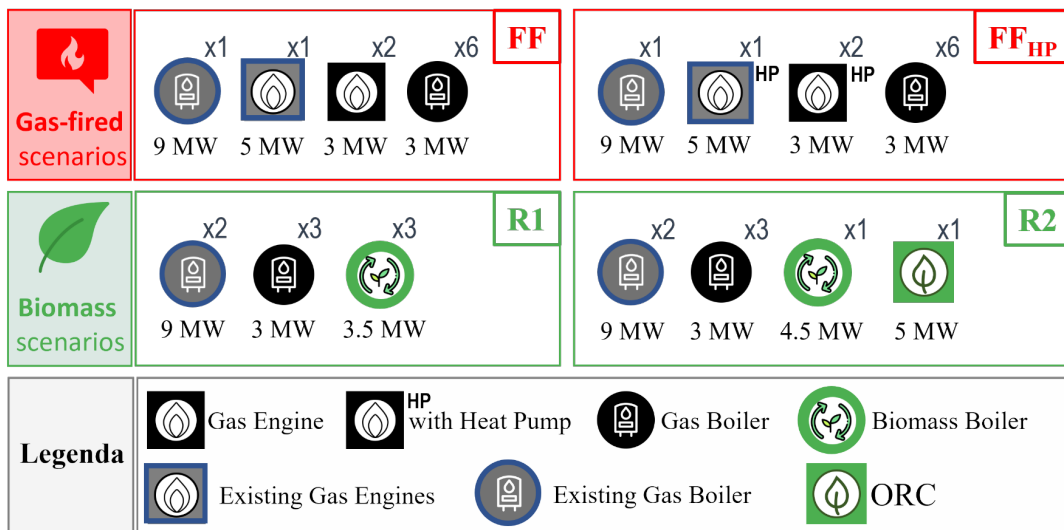 Gas-fired
scenarios
FF
x1 x1 x2 x6
9 MW 5 MW 3 MW 3 MW
FFHP
x1 x1 x2 x6
HP HP
9 MW 5 MW 3 MW 3 MW
Biomass
scenarios
R1
x2 x3 x3
9 MW 3 MW 3.5 MW
R2
x2 x3 x1 x1
9 MW 3 MW 4.5 MW 5 MW
Legenda
Gas Engine
HP
with Heat Pump
Gas Boiler
Biomass Boiler
Existing Gas Engines
Existing Gas Boiler
ORC